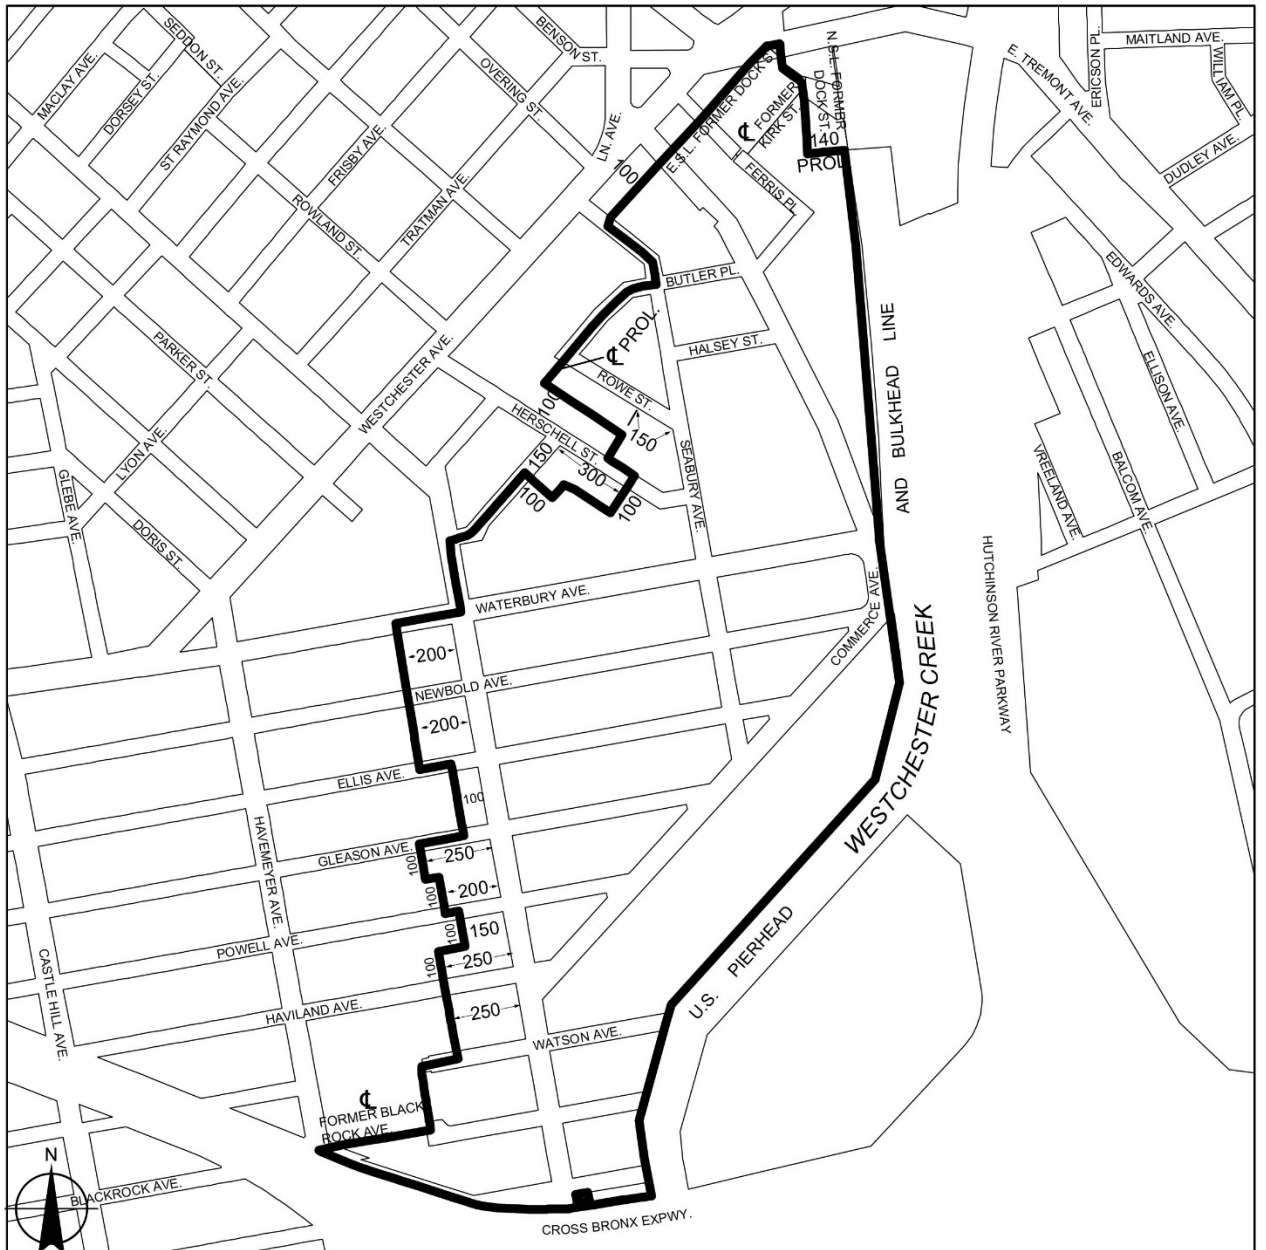 SEDDON ST.
BENSON ST.
MACLAY AVE.
DORSEY ST.
ST RAYMOND AVE.
OVERING ST.
FRISBY AVE.
LN. AVE.
ROWLAND ST.
TRATMAN AVE.
100
E.S.L. FORMER DOCK ST.
℄ FORMER
KIRK ST.
N.S.L. FORMER
DOCK ST.
140
PROL.
FERRIS PL.
E. TREMONT AVE.
ERICSON PL.
MAITLAND AVE.
WILLIAM PL.
DUDLEY AVE.
EDWARDS AVE.
BUTLER PL.
PARKER ST.
WESTCHESTER AVE.
℄ PROL.
HALSEY ST.
ROWE ST.
100
HERSCHELL ST.
150
150
300
100
100
SEABURY AVE.
LYON AVE.
GLEBE AVE.
DORIS ST.
ELLISON AVE.
BALCOM AVE.
VREELAND AVE.
HUTCHINSON RIVER PARKWAY
U.S. PIERHEAD AND BULKHEAD LINE
WESTCHESTER CREEK
COMMERCE AVE.
WATERBURY AVE.
200
NEWBOLD AVE.
200
ELLIS AVE.
100
HAVEMEYER AVE.
GLEASON AVE.
100
250
100
200
100
150
POWELL AVE.
100
250
CASTLE HILL AVE.
HAVILAND AVE.
250
WATSON AVE.
℄
FORMER BLACK
ROCK AVE.
N
BLACKROCK AVE.
CROSS BRONX EXPWY.